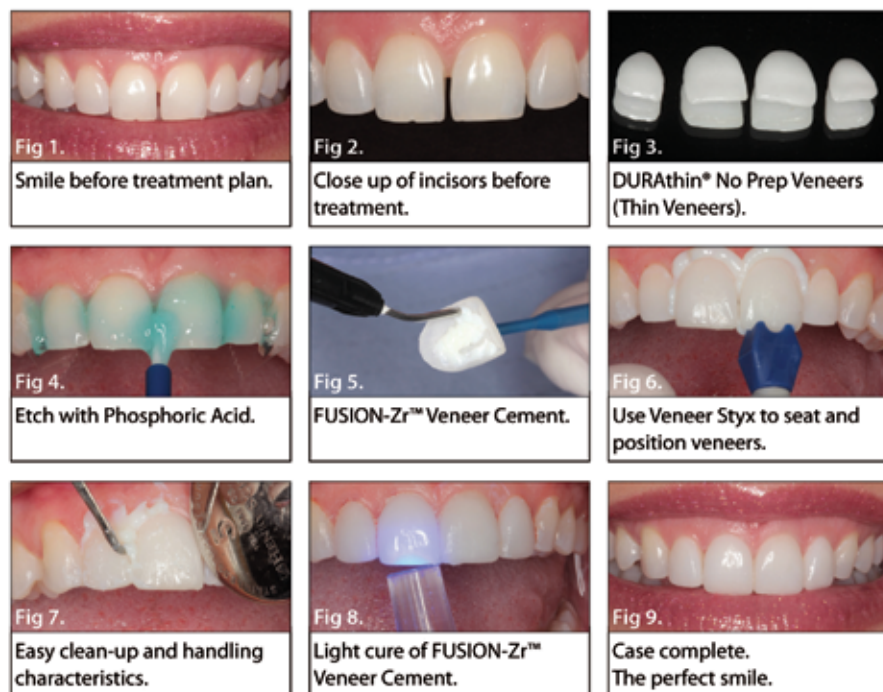 Fig 1.
Smile before treatment plan.
Fig 2.
Close up of incisors before
treatment.
Fig 3.
DURAthin® No Prep Veneers
(Thin Veneers).
Fig 4.
Etch with Phosphoric Acid.
Fig 5.
FUSION-Zr™ Veneer Cement.
Fig 6.
Use Veneer Styx to seat and
position veneers.
Fig 7.
Easy clean-up and handling
characteristics.
Fig 8.
Light cure of FUSION-Zr™
Veneer Cement.
Fig 9.
Case complete.
The perfect smile.